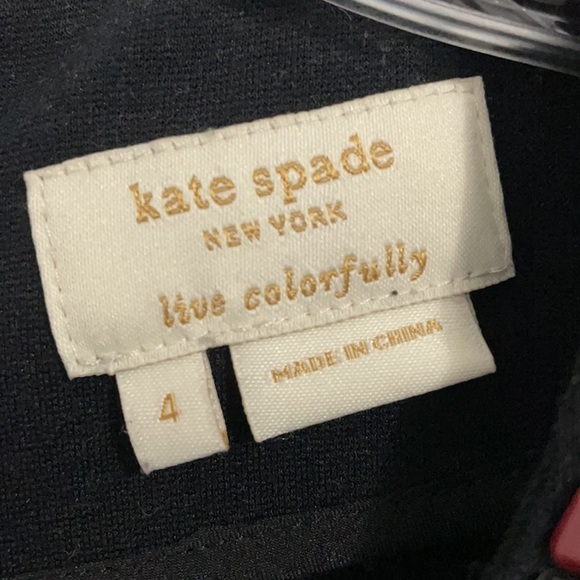 kate spade
NEW YORK
live colorfully
4
MADE IN CHINA